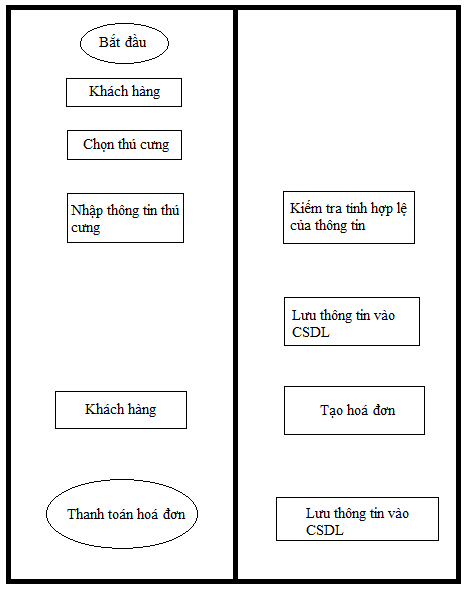 Bắt đầu
Khách hàng
Chọn thú cưng
Nhập thông tin thú
cưng
Kiểm tra tính hợp lệ
của thông tin
Lưu thông tin vào
CSDL
Khách hàng
Tạo hoá đơn
Thanh toán hoá đơn
Lưu thông tin vào
CSDL